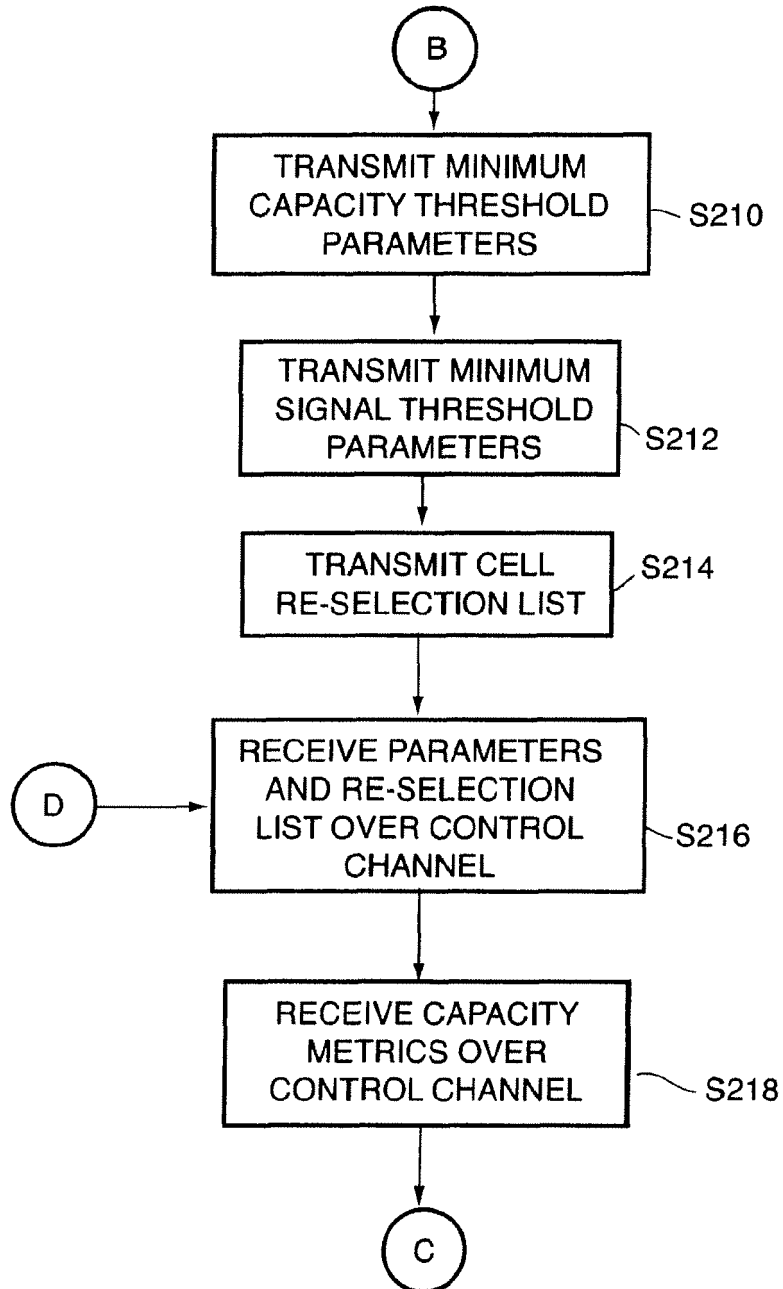 B
TRANSMIT MINIMUM
CAPACITY THRESHOLD
PARAMETERS
S210
TRANSMIT MINIMUM
SIGNAL THRESHOLD
PARAMETERS
S212
TRANSMIT CELL
RE-SELECTION LIST
S214
D
RECEIVE PARAMETERS
AND RE-SELECTION
LIST OVER CONTROL
CHANNEL
S216
RECEIVE CAPACITY
METRICS OVER
CONTROL CHANNEL
S218
C